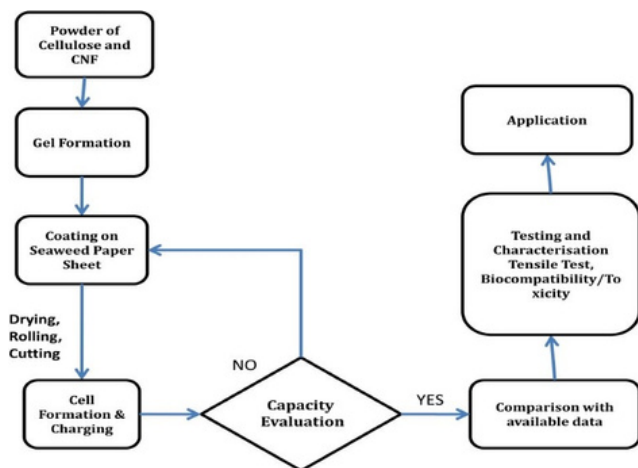 Powder of
Cellulose and
CNF
Gel Formation
Coating on
Seaweed Paper
Sheet
Drying,
Rolling,
Cutting
Cell
Formation &
Charging
NO
Capacity
Evaluation
YES
Comparison with
available data
Testing and
Characterisation
Tensile Test,
Biocompatibility/To
xicity
Application